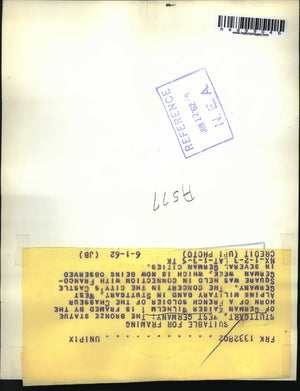 REFERENCE
JUN 12 '62
N. E. A.
A577
FRK 1332802 ..... UNIPIX
SUITABLE FOR FRAMING
STUTTGART, WEST GERMANY: THE BRONZE STATUE
OF GERMAN KAISER WILHELM I IS FRAMED BY THE
HORN OF A FRENCH SOLDIER OF THE CHASSEUR
ALPINS MILITARY BAND IN STUTTGART, WEST
GERMANY. THE CONCERT IN THE CITY'S CASTLE
SQUARE WAS HELD IN CONNECTION WITH FRANCO-
GERMAN WEEK, WHICH IS NOW BEING OBSERVED
IN SEVERAL GERMAN CITIES.
CREDIT (UPI PHOTO) 6-1-62 (JB)